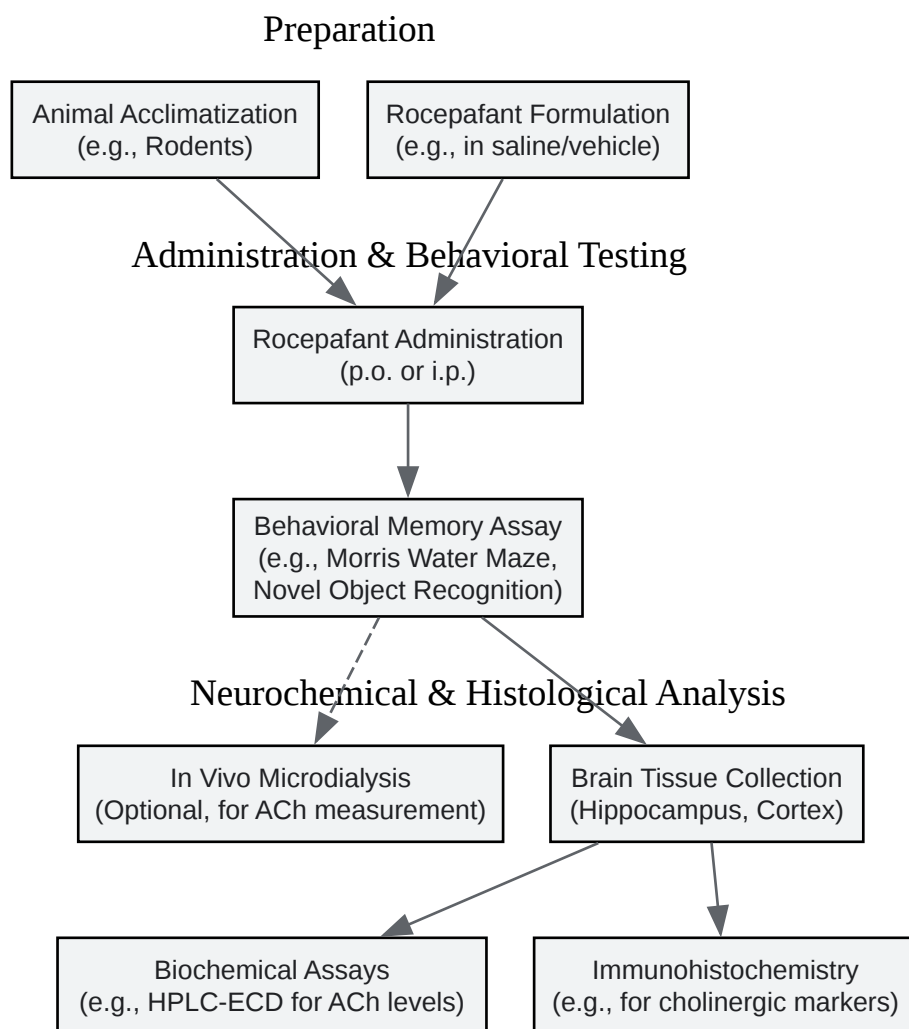 Preparation
Animal Acclimatization
(e.g., Rodents)
Rocepafant Formulation
(e.g., in saline/vehicle)
Administration & Behavioral Testing
Rocepafant Administration
(p.o. or i.p.)
Behavioral Memory Assay
(e.g., Morris Water Maze,
Novel Object Recognition)
Neurochemical & Histological Analysis
In Vivo Microdialysis
(Optional, for ACh measurement)
Brain Tissue Collection
(Hippocampus, Cortex)
Biochemical Assays
(e.g., HPLC-ECD for ACh levels)
Immunohistochemistry
(e.g., for cholinergic markers)